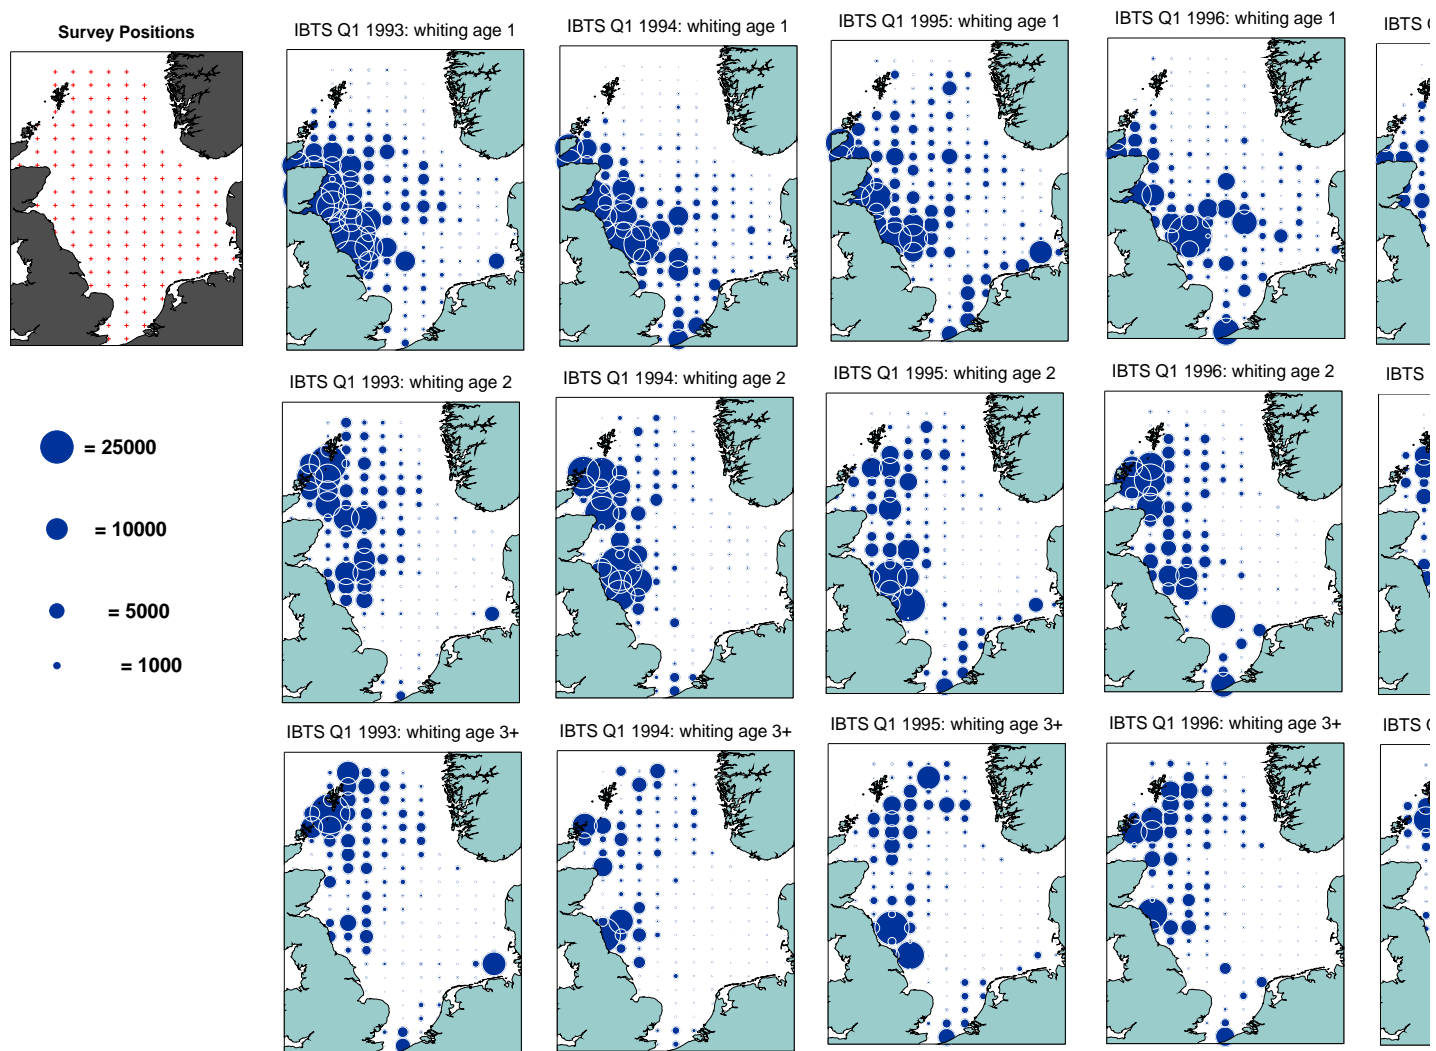 Survey Positions
IBTS Q1 1993: whiting age 1
IBTS Q1 1994: whiting age 1
IBTS Q1 1995: whiting age 1
IBTS Q1 1996: whiting age 1
IBTS Q
IBTS Q1 1993: whiting age 2
IBTS Q1 1994: whiting age 2
IBTS Q1 1995: whiting age 2
IBTS Q1 1996: whiting age 2
IBTS
= 25000
= 10000
= 5000
= 1000
IBTS Q1 1993: whiting age 3+
IBTS Q1 1994: whiting age 3+
IBTS Q1 1995: whiting age 3+
IBTS Q1 1996: whiting age 3+
IBTS Q